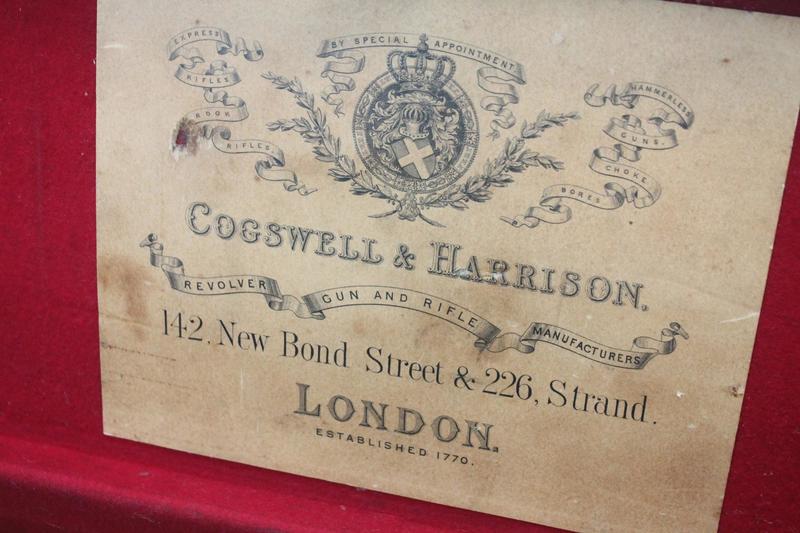 BY SPECIAL APPOINTMENT
EXPRESS
RIFLES
ROOK
RIFLES
HAMMERLESS
GUNS.
CHOKE
BORES
COGSWELL & HARRISON.
REVOLVER GUN AND RIFLE MANUFACTURERS
142. New Bond Street & 226, Strand.
LONDON.
ESTABLISHED 1770.